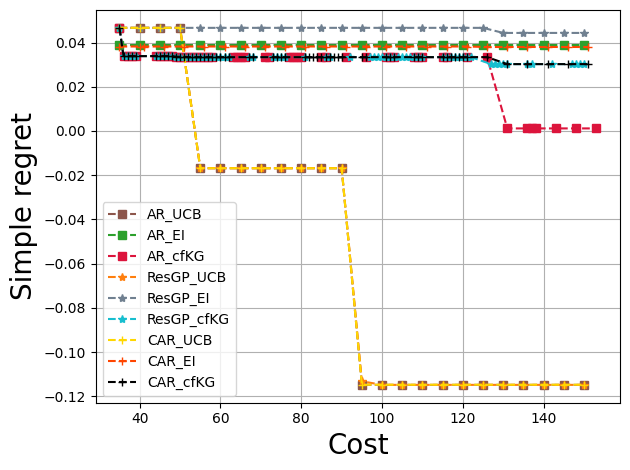 Simple regret
0.04
0.02
0.00
−0.02
−0.04
−0.06
−0.08
−0.10
−0.12
AR_UCB
AR_EI
AR_cfKG
ResGP_UCB
ResGP_EI
ResGP_cfKG
CAR_UCB
CAR_EI
CAR_cfKG
40 60 80 100 120 140
Cost